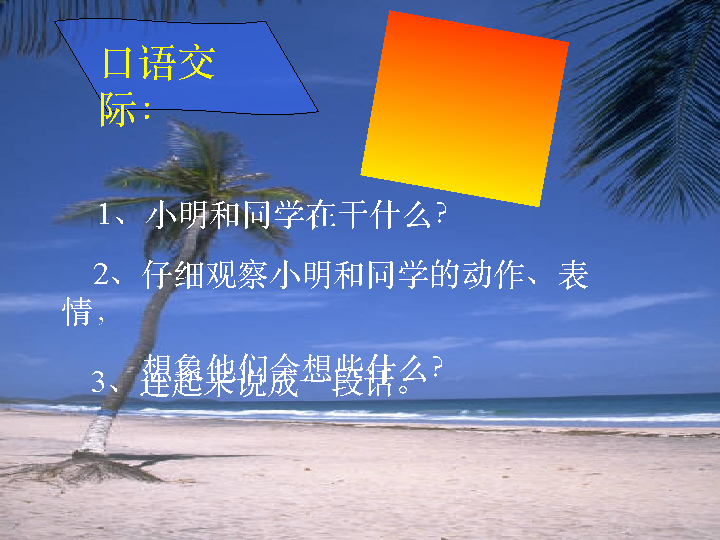 口语交
际：
1、小明和同学在干什么？
2、仔细观察小明和同学的动作、表
情，
想象他们会想些什么？
3、连起来说成一段话。